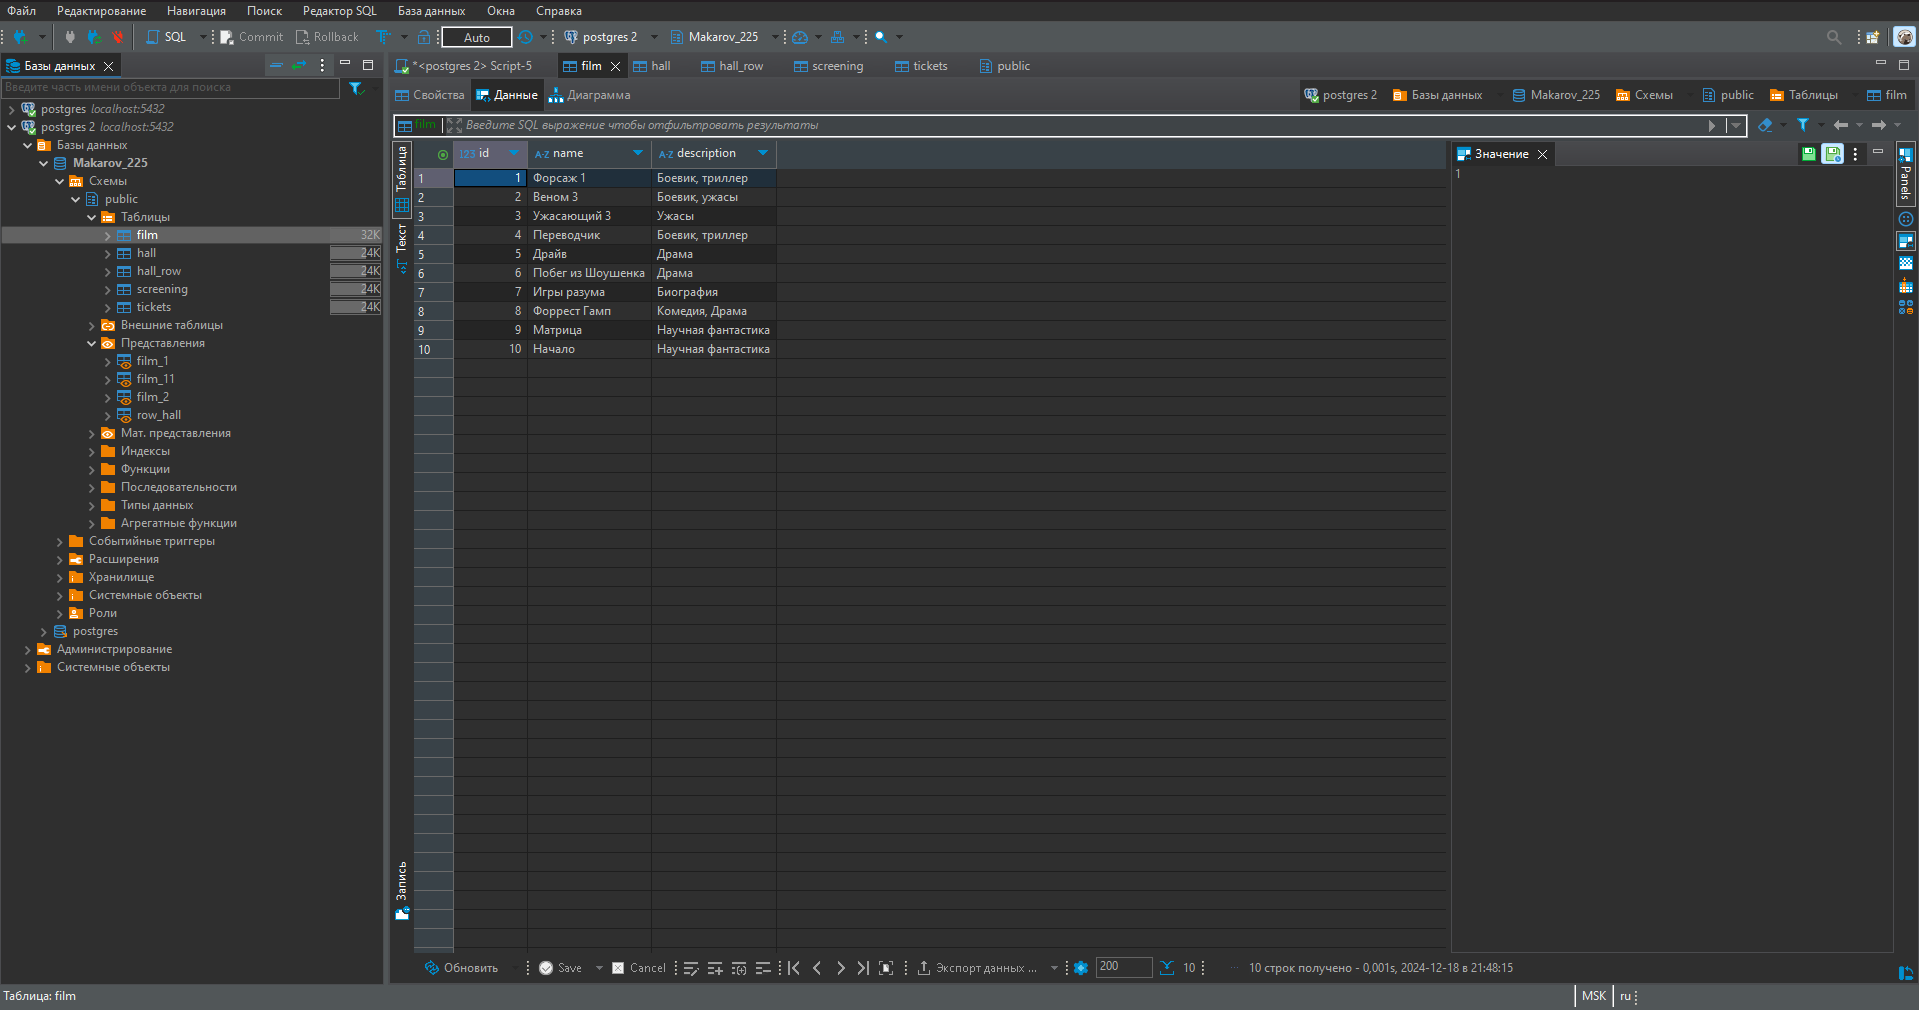 Файл Редактирование Навигация Поиск Редактор SQL База данных Окна Справка
SQL Commit Rollback Auto postgres 2 Makarov_225
Базы данных
Введите часть имени объекта для поиска
postgres localhost:5432
postgres 2 localhost:5432
Базы данных
Makarov_225
Схемы
public
Таблицы
film 32K
hall 24K
hall_row 24K
screening 24K
tickets 24K
Внешние таблицы
Представления
film_1
film_11
film_2
row_hall
Мат. представления
Индексы
Функции
Последовательности
Типы данных
Агрегатные функции
Событийные триггеры
Расширения
Хранилище
Системные объекты
Роли
postgres
Администрирование
Системные объекты
*<postgres 2> Script-5 film hall hall_row screening tickets public
Свойства Данные Диаграмма
postgres 2 Базы данных Makarov_225 Схемы public Таблицы film
film Введите SQL выражение чтобы отфильтровать результаты
Таблица
Текст
Запись
123 id A-Z name A-Z description
1 1 Форсаж 1 Боевик, триллер
2 2 Веном 3 Боевик, ужасы
3 3 Ужасающий 3 Ужасы
4 4 Переводчик Боевик, триллер
5 5 Драйв Драма
6 6 Побег из Шоушенка Драма
7 7 Игры разума Биография
8 8 Форрест Гамп Комедия, Драма
9 9 Матрица Научная фантастика
10 10 Начало Научная фантастика
Значение
1
Panels
Обновить Save Cancel Экспорт данных ... 200 10 10 строк получено - 0,001s, 2024-12-18 в 21:48:15
Таблица: film
MSK ru